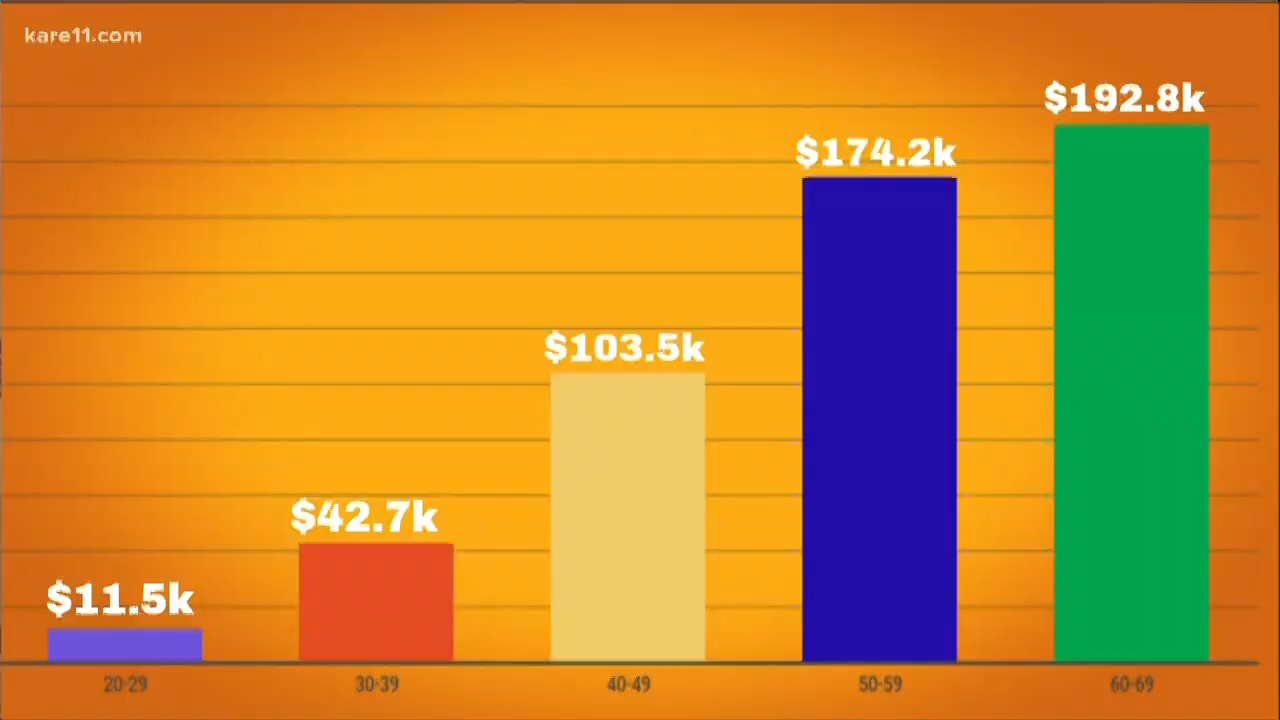 kare11.com
$192.8k
$174.2k
$103.5k
$42.7k
$11.5k
20-29
30-39
40-49
50-59
60-69